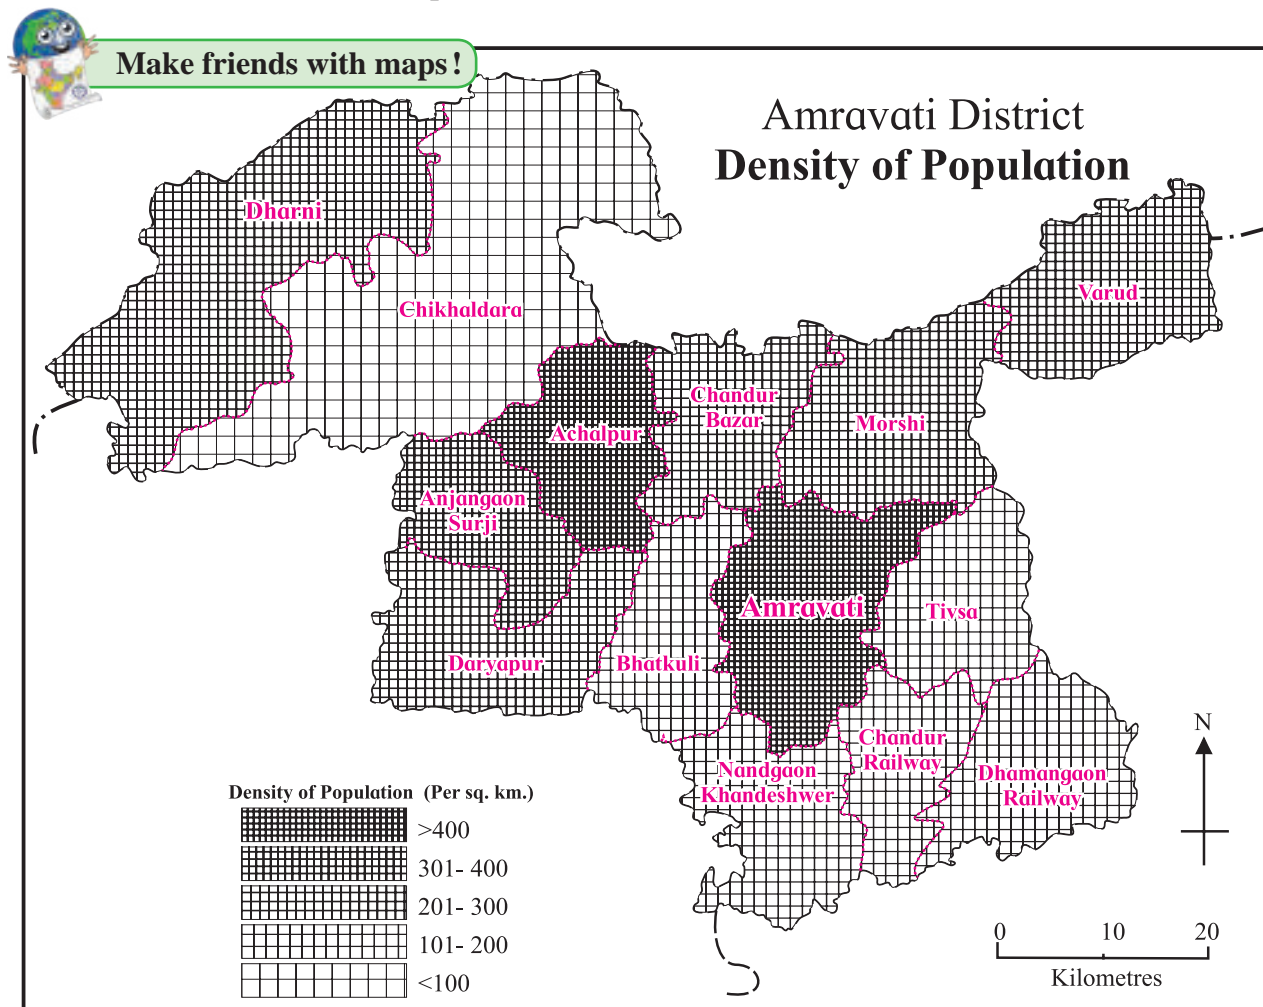 Make friends with maps!
Amravati District
Density of Population
Dharni
Varud
Chikhaldara
Chandur
Bazar
Achalpur
Morshi
Anjangaon
Surji
Amravati
Tivsa
Daryapur
Bhatkuli
N
Chandur
Railway
Nandgaon
Khandeshwer
Dhamangaon
Railway
Density of Population (Per sq. km.)
>400
301- 400
201- 300
101- 200
<100
0 10 20
Kilometres